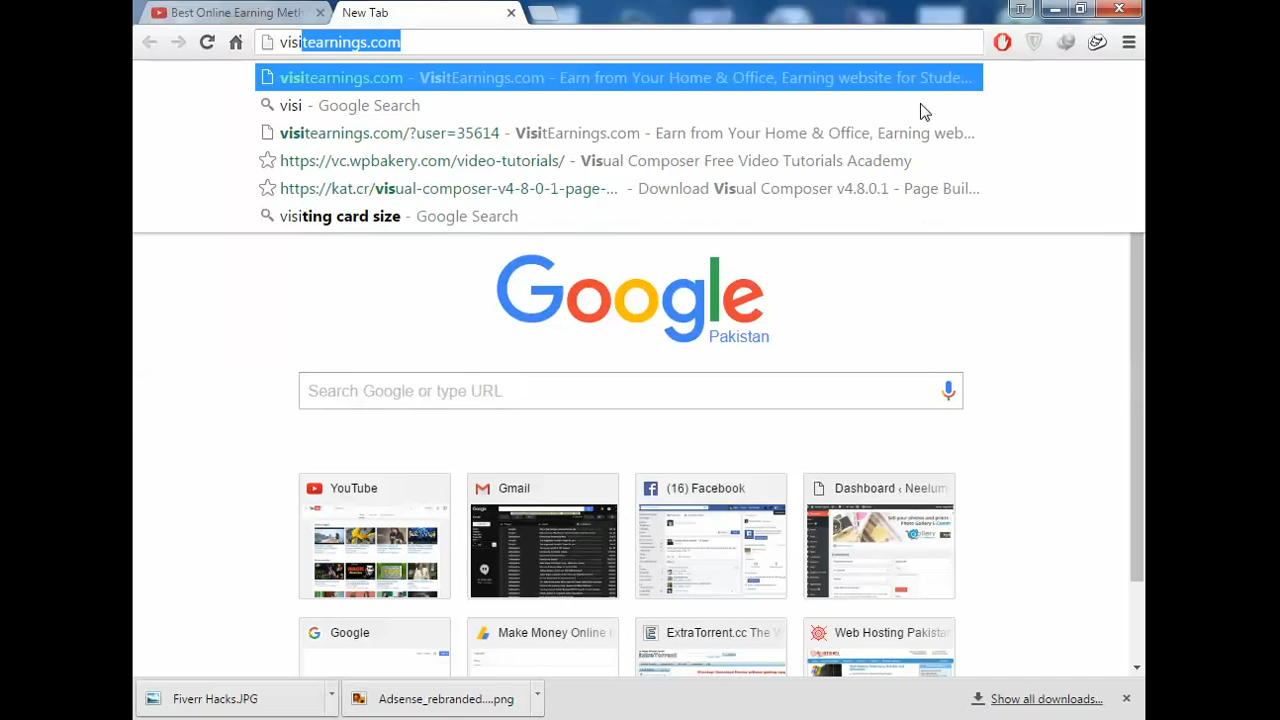 Best Online Earning Meth
New Tab
visitearnings.com
visitearnings.com - VisitEarnings.com - Earn from Your Home & Office, Earning website for Stude...
visi - Google Search
visitearnings.com/?user=35614 - VisitEarnings.com - Earn from Your Home & Office, Earning web...
https://vc.wpbakery.com/video-tutorials/ - Visual Composer Free Video Tutorials Academy
https://kat.cr/visual-composer-v4-8-0-1-page-... - Download Visual Composer v4.8.0.1 - Page Buil...
visiting card size - Google Search
Google
Pakistan
Search Google or type URL
YouTube
Gmail
(16) Facebook
Dashboard ‹ Neelum
Google
Make Money Online
ExtraTorrent.cc The
Web Hosting Pakistan
Fiverr Hacks.JPG
Adsense_rebranded....png
Show all downloads...